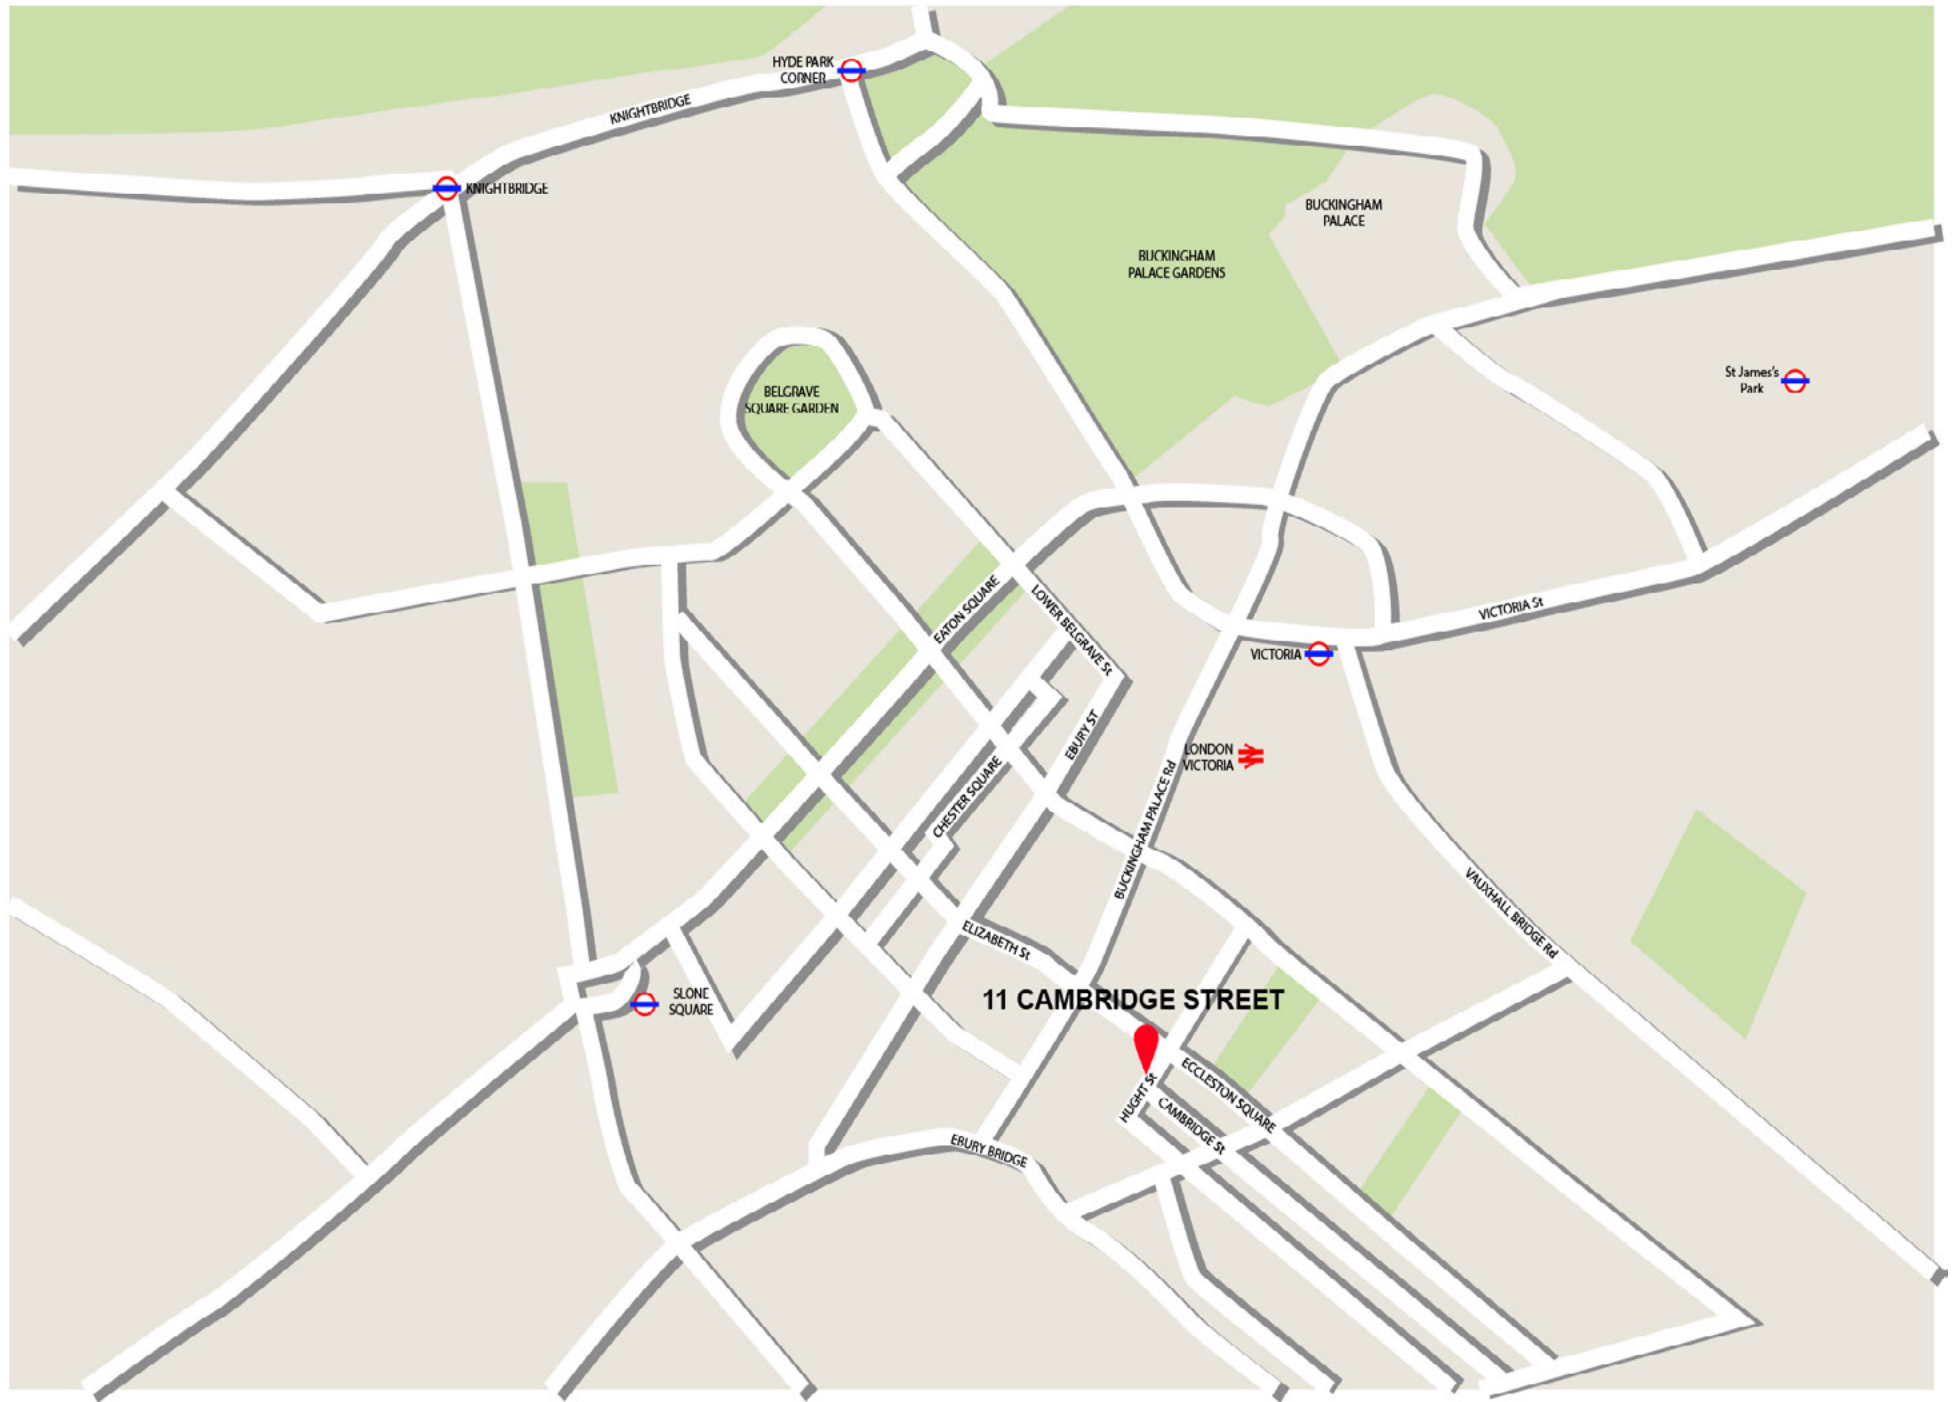 HYDE PARK
CORNER
KNIGHTBRIDGE
KNIGHTBRIDGE
BUCKINGHAM
PALACE
BUCKINGHAM
PALACE GARDENS
St James's
Park
BELGRAVE
SQUARE GARDEN
EATON SQUARE
LOWER BELGRAVE St
VICTORIA St
VICTORIA
EBURY ST
LONDON
VICTORIA
CHESTER SQUARE
BUCKINGHAM PALACE Rd
VAUXHALL BRIDGE Rd
ELIZABETH St
SLONE
SQUARE
11 CAMBRIDGE STREET
HUGHT St
ECCLESTON SQUARE
CAMBRIDGE St
EBURY BRIDGE